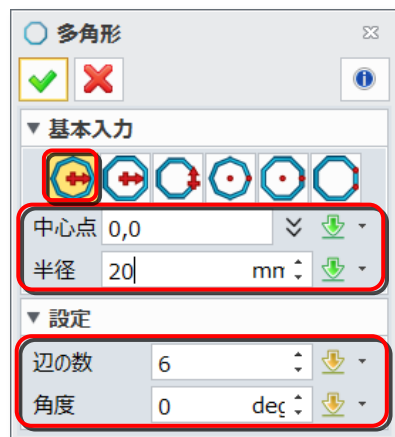 多角形
▼ 基本入力
中心点 0,0
半径 20 mm
▼ 設定
辺の数 6
角度 0 deg